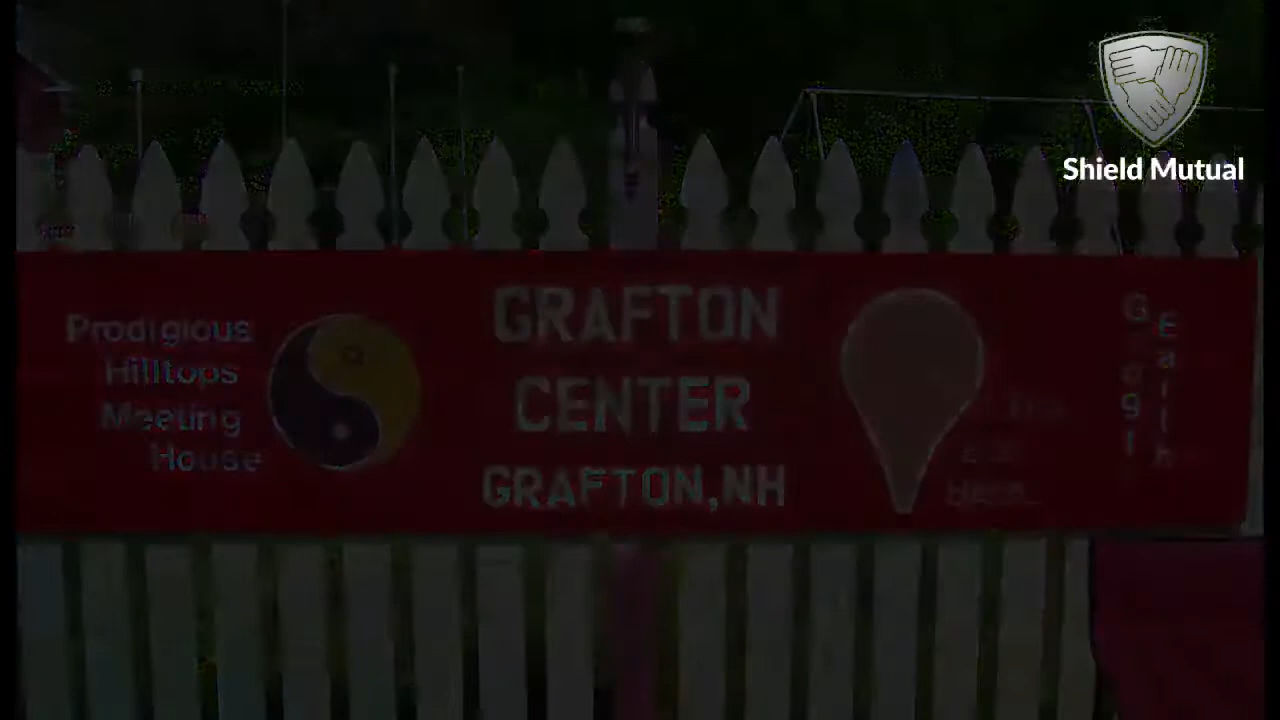 Shield Mutual
Prodigious
Hilltops
Meeting
House
GRAFTON
CENTER
GRAFTON, NH